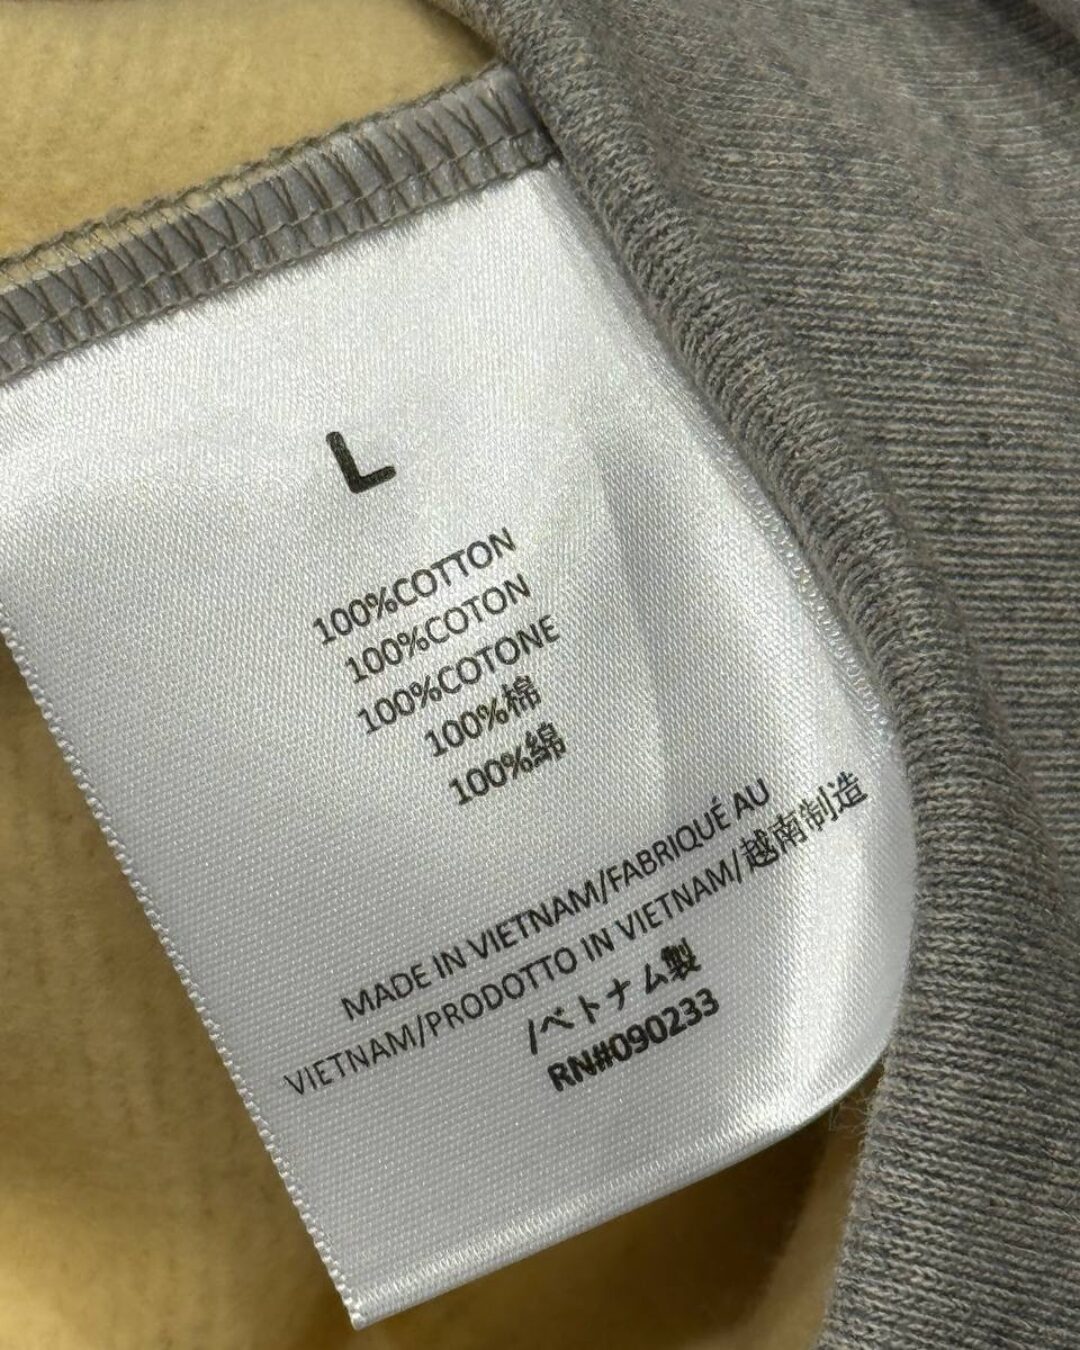 L
100%COTTON
100%COTON
100%COTONE
100%棉
100%綿
MADE IN VIETNAM/FABRIQUÉ AU
VIETNAM/PRODOTTO IN VIETNAM/越南制造
/ベトナム製
RN#090233